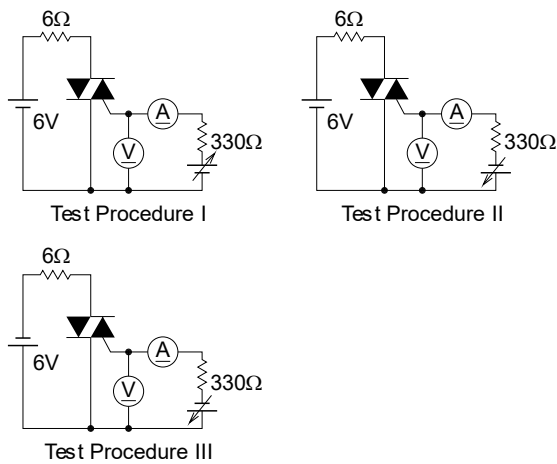 6Ω
6V
A
V
330Ω
Test Procedure I
6Ω
6V
A
V
330Ω
Test Procedure II
6Ω
6V
A
V
330Ω
Test Procedure III